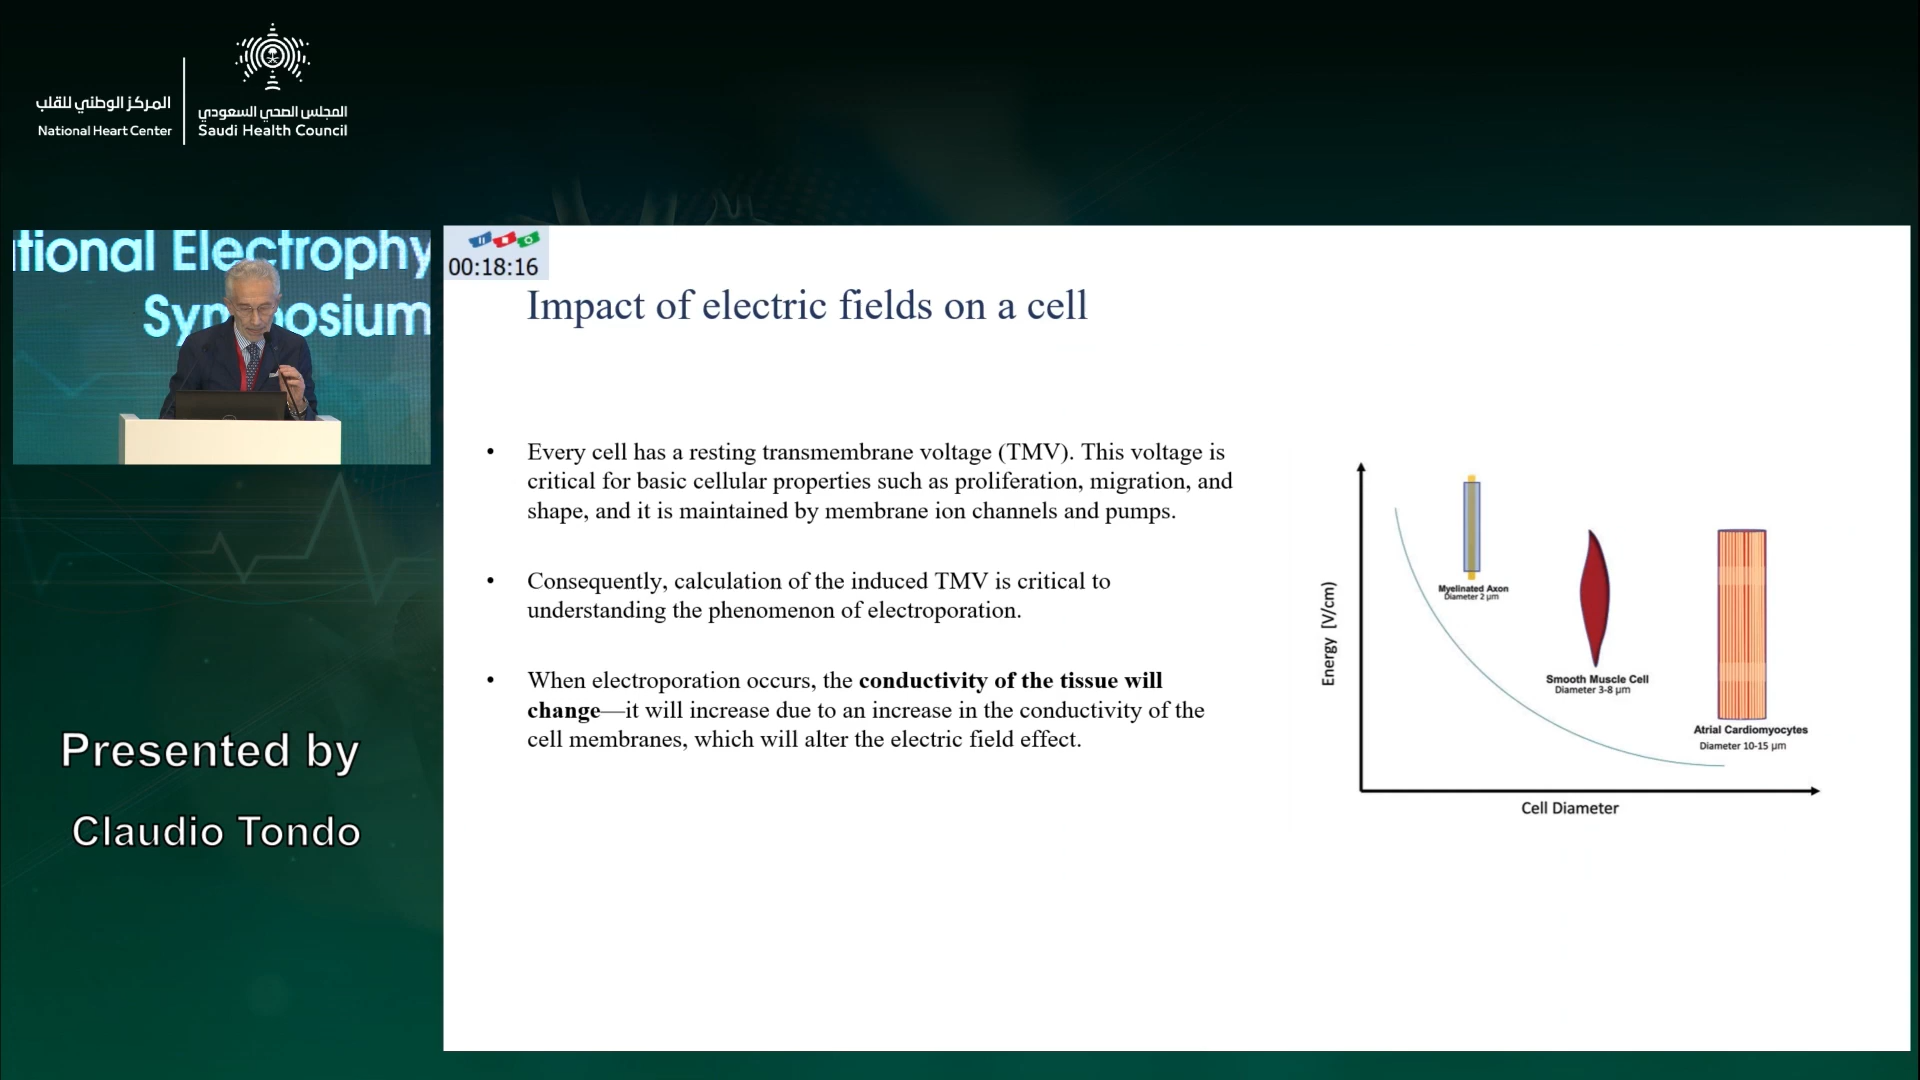 المركز الوطني للقلب
National Heart Center
المجلس الصحي السعودي
Saudi Health Council
tional Electrophy
Symposium
Presented by
Claudio Tondo
00:18:16
Impact of electric fields on a cell
• Every cell has a resting transmembrane voltage (TMV). This voltage is
critical for basic cellular properties such as proliferation, migration, and
shape, and it is maintained by membrane ion channels and pumps.
• Consequently, calculation of the induced TMV is critical to
understanding the phenomenon of electroporation.
• When electroporation occurs, the conductivity of the tissue will
change—it will increase due to an increase in the conductivity of the
cell membranes, which will alter the electric field effect.
Energy [V/cm)
Myelinated Axon
Diameter 2 µm
Smooth Muscle Cell
Diameter 3-8 µm
Atrial Cardiomyocytes
Diameter 10-15 µm
Cell Diameter